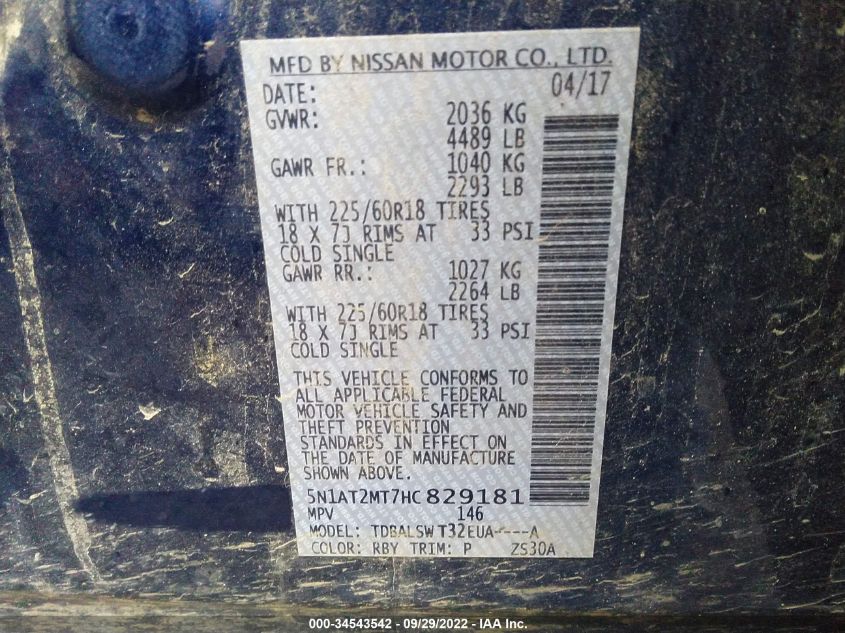 MFD BY NISSAN MOTOR CO., LTD.
DATE: 04/17
GVWR: 2036 KG
4489 LB
GAWR FR.: 1040 KG
2293 LB
WITH 225/60R18 TIRES
18 X 7J RIMS AT 33 PSI
COLD SINGLE
GAWR RR.: 1027 KG
2264 LB
WITH 225/60R18 TIRES
18 X 7J RIMS AT 33 PSI
COLD SINGLE
THIS VEHICLE CONFORMS TO
ALL APPLICABLE FEDERAL
MOTOR VEHICLE SAFETY AND
THEFT PREVENTION
STANDARDS IN EFFECT ON
THE DATE OF MANUFACTURE
SHOWN ABOVE.
5N1AT2MT7HC829181
MPV 146
MODEL: TDBALSWT32EUA----A
COLOR: RBY TRIM: P ZS30A
000-34543542 - 09/29/2022 - IAA Inc.